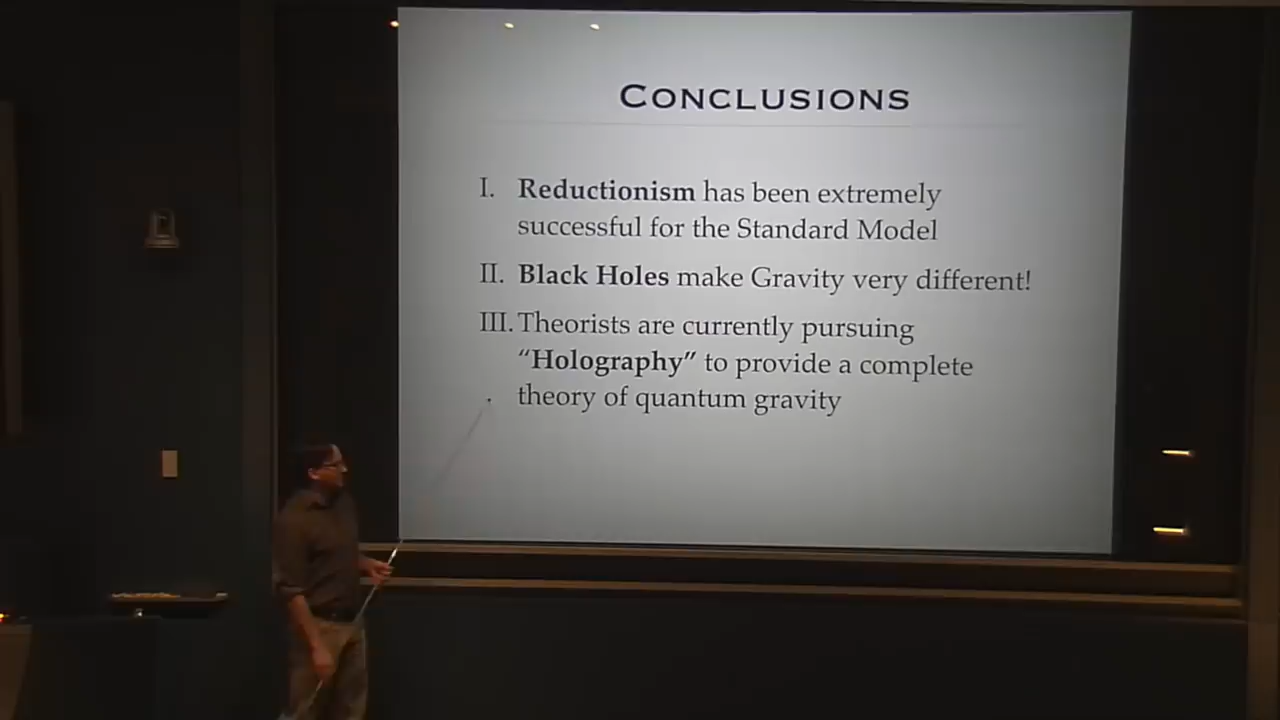 CONCLUSIONS
I. Reductionism has been extremely
successful for the Standard Model
II. Black Holes make Gravity very different!
III. Theorists are currently pursuing
“Holography” to provide a complete
theory of quantum gravity